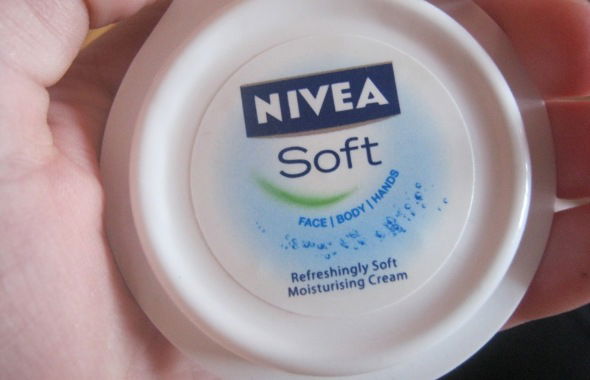 NIVEA
Soft
FACE | BODY | HANDS
Refreshingly Soft
Moisturising Cream